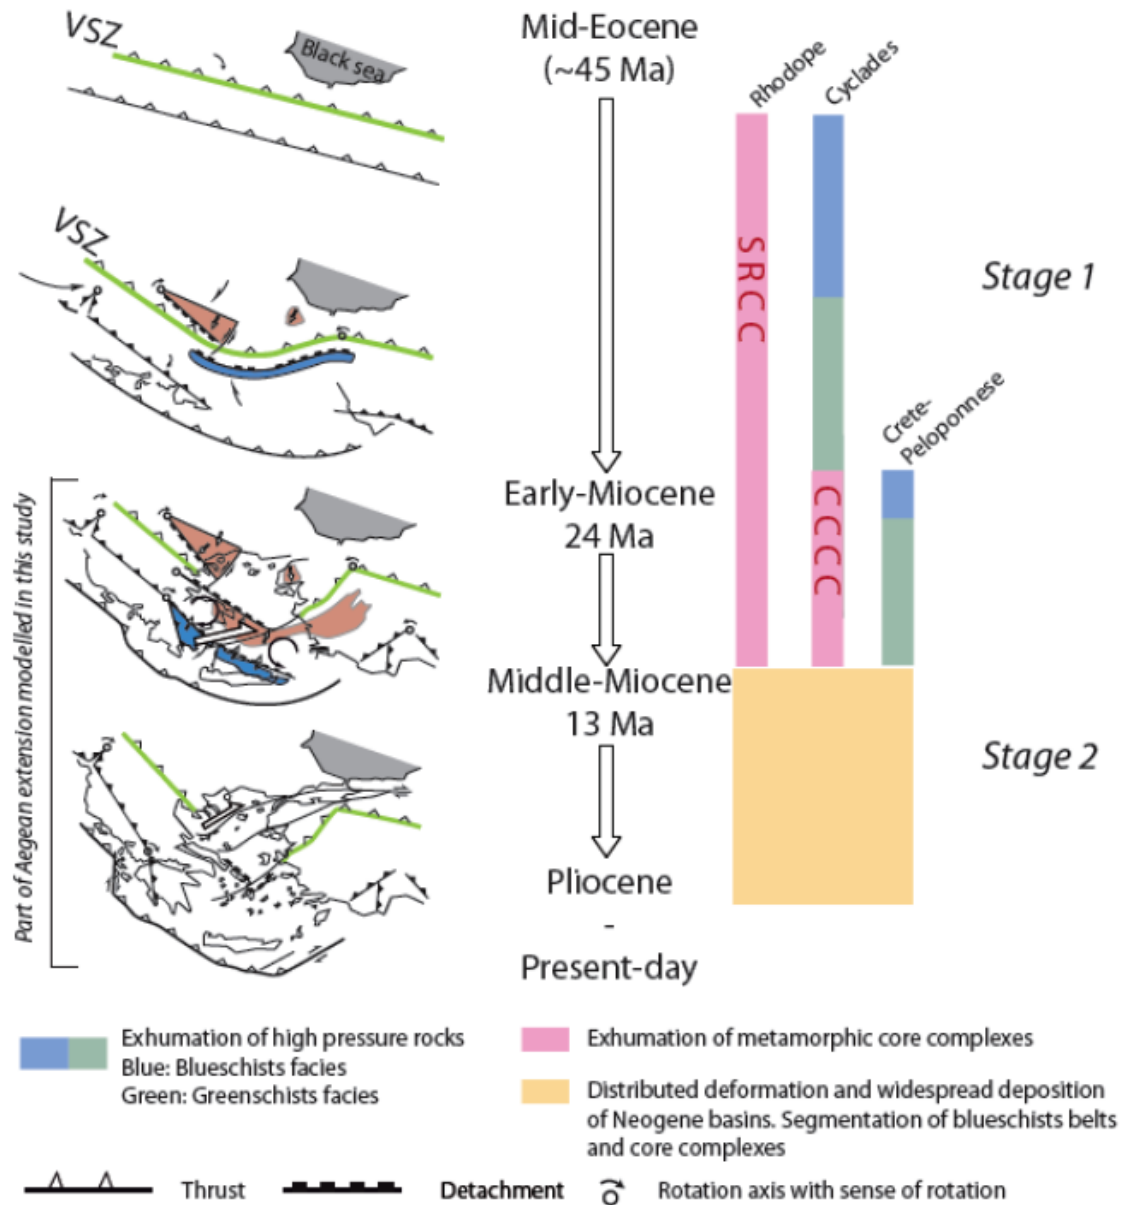 VSZ
Black sea
Mid-Eocene
(~45 Ma)
Rhodope
Cyclades
SRCC
Stage 1
VSZ
Crete-
Peloponnese
Part of Aegean extension modelled in this study
Early-Miocene
24 Ma
CCCC
Middle-Miocene
13 Ma
Stage 2
Pliocene
-
Present-day
Exhumation of high pressure rocks
Blue: Blueschists facies
Green: Greenschists facies
Exhumation of metamorphic core complexes
Distributed deformation and widespread deposition
of Neogene basins. Segmentation of blueschists belts
and core complexes
Thrust
Detachment
Rotation axis with sense of rotation